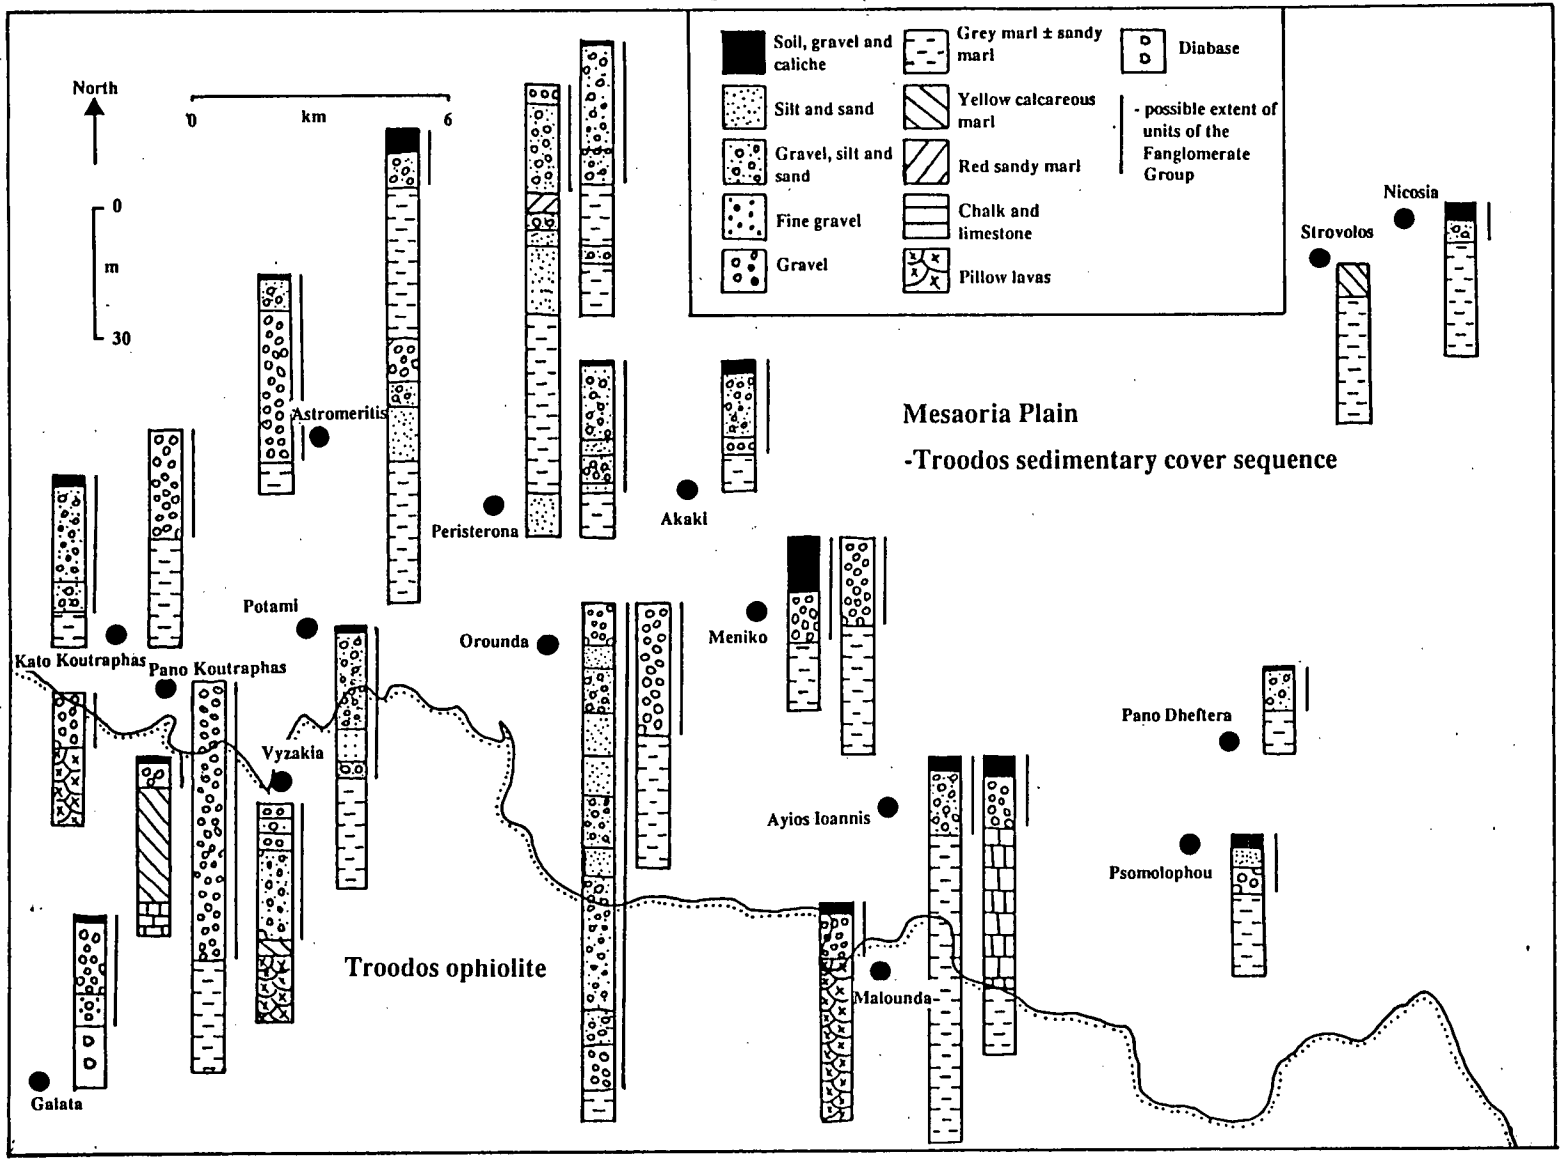 North
0
km
6
0
m
30
Soil, gravel and
caliche
Silt and sand
Gravel, silt and
sand
Fine gravel
Gravel
Grey marl ± sandy
marl
Yellow calcareous
marl
Red sandy marl
Chalk and
limestone
Pillow lavas
Diabase
- possible extent of
units of the
Fanglomerate
Group
Nicosia
Strovolos
Mesaoria Plain
-Troodos sedimentary cover sequence
Astromeritis
Peristerona
Akaki
Potami
Orounda
Meniko
Kato Koutraphas
Pano Koutraphas
Vyzakia
Pano Dheftera
Ayios Ioannis
Psomolophou
Troodos ophiolite
Malounda
Galata